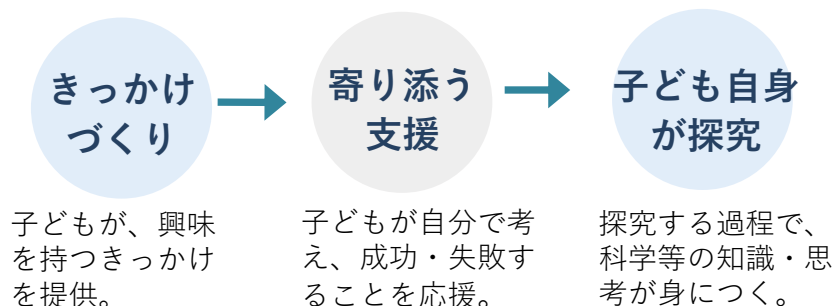 きっかけ
づくり
寄り添う
支援
子ども自身
が探究
子どもが、興味
を持つきっかけ
を提供。
子どもが自分で考
え、成功・失敗す
ることを応援。
探究する過程で、
科学等の知識・思
考が身につく。